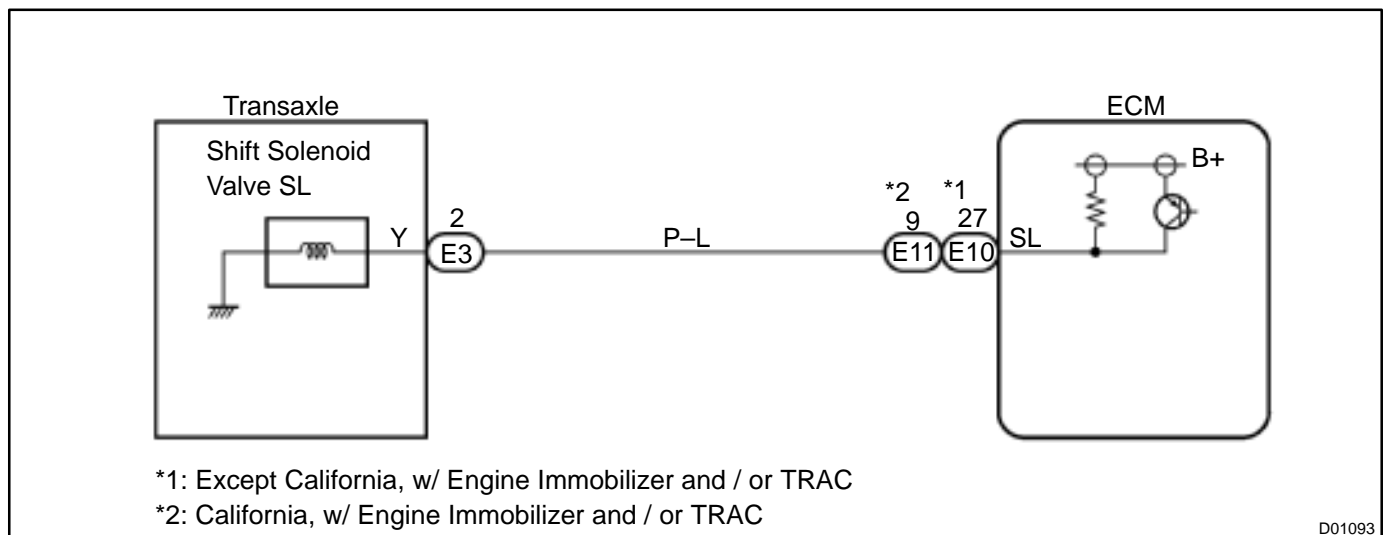 Transaxle
ECM
Shift Solenoid
Valve SL
B+
*2 *1
2
9 27
Y
P–L
SL
E3
E11 E10
*1: Except California, w/ Engine Immobilizer and / or TRAC
*2: California, w/ Engine Immobilizer and / or TRAC
D01093